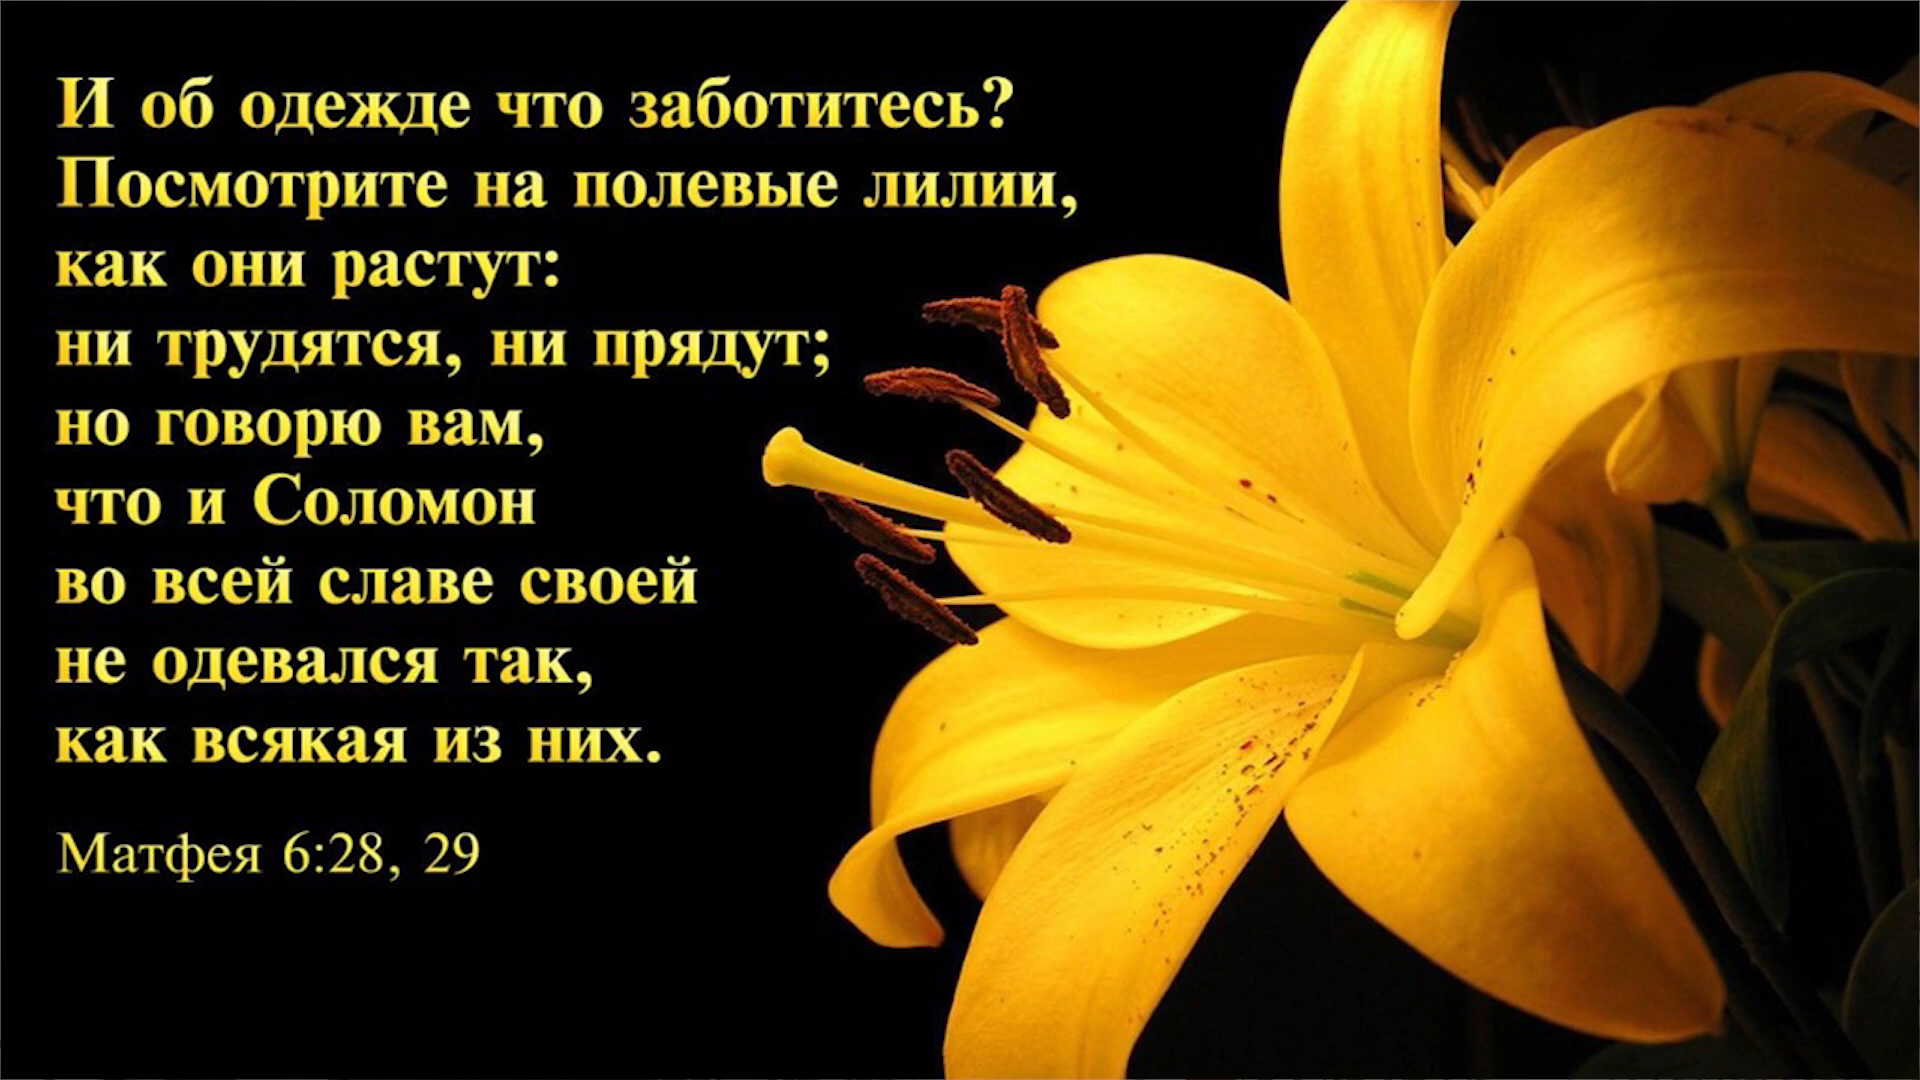 И об одежде что заботитесь?
Посмотрите на полевые лилии,
как они растут:
ни трудятся, ни прядут;
но говорю вам,
что и Соломон
во всей славе своей
не одевался так,
как всякая из них.
Матфея 6:28, 29